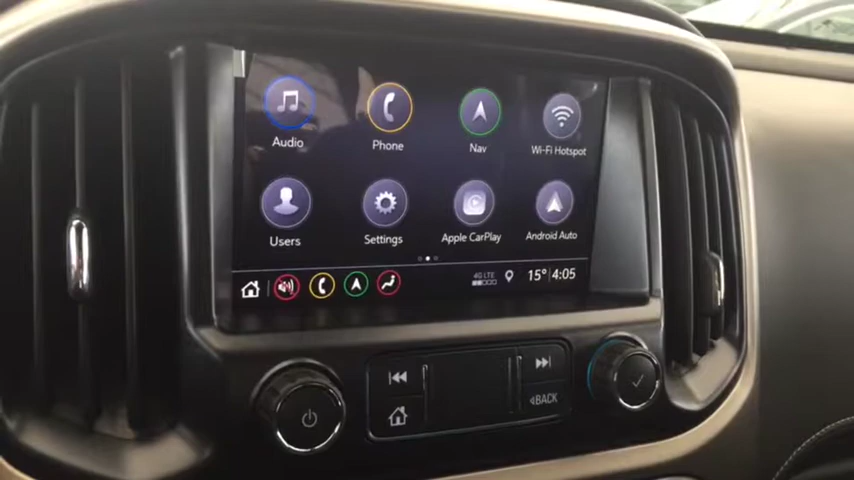 Audio Phone Nav Wi-Fi Hotspot
Users Settings Apple CarPlay Android Auto
4G LTE 15° 4:05
BACK